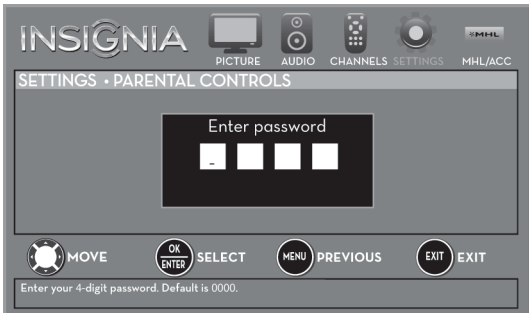 INSIGNIA
PICTURE AUDIO CHANNELS SETTINGS MHL/ACC
MHL
SETTINGS • PARENTAL CONTROLS
Enter password
_
MOVE OK ENTER SELECT MENU PREVIOUS EXIT EXIT
Enter your 4-digit password. Default is 0000.